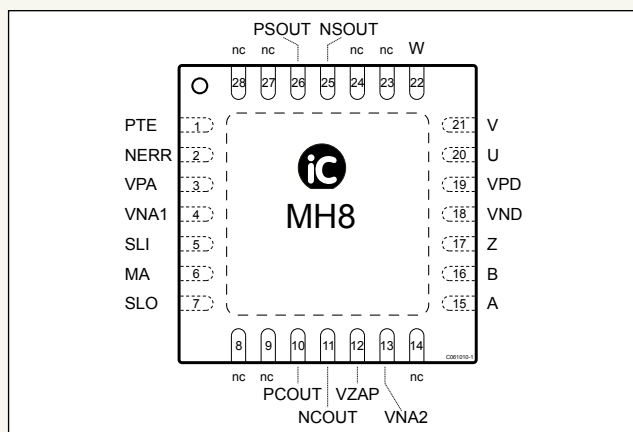 PSOUT NSOUT
nc nc nc nc W
28 27 26 25 24 23 22
PTE 1 21 V
NERR 2 20 U
VPA 3 19 VPD
VNA1 4 18 VND
SLI 5 17 Z
MA 6 16 B
SLO 7 15 A
iC
MH8
8 9 10 11 12 13 14
C061010-1
nc nc nc
PCOUT VZAP
NCOUT VNA2